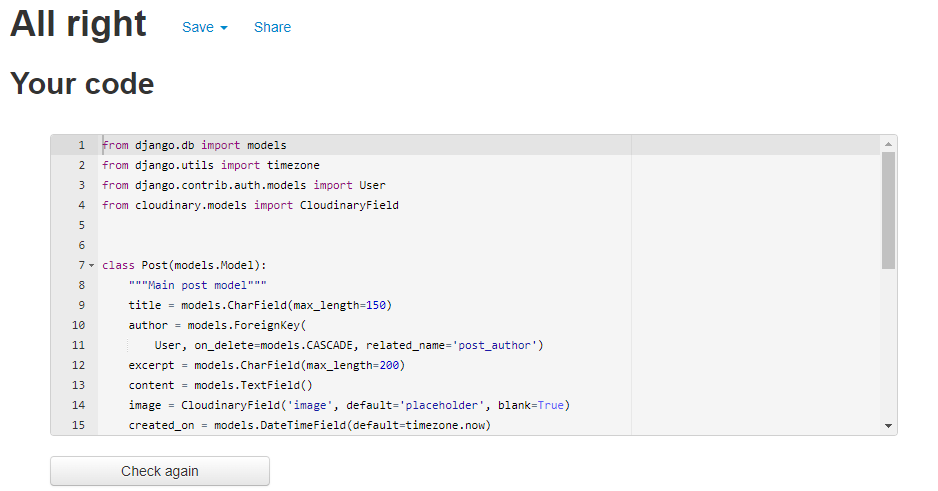 All right Save Share
Your code
1 from django.db import models
2 from django.utils import timezone
3 from django.contrib.auth.models import User
4 from cloudinary.models import CloudinaryField
5
6
7 class Post(models.Model):
8 """Main post model"""
9 title = models.CharField(max_length=150)
10 author = models.ForeignKey(
11 User, on_delete=models.CASCADE, related_name='post_author')
12 excerpt = models.CharField(max_length=200)
13 content = models.TextField()
14 image = CloudinaryField('image', default='placeholder', blank=True)
15 created_on = models.DateTimeField(default=timezone.now)
Check again